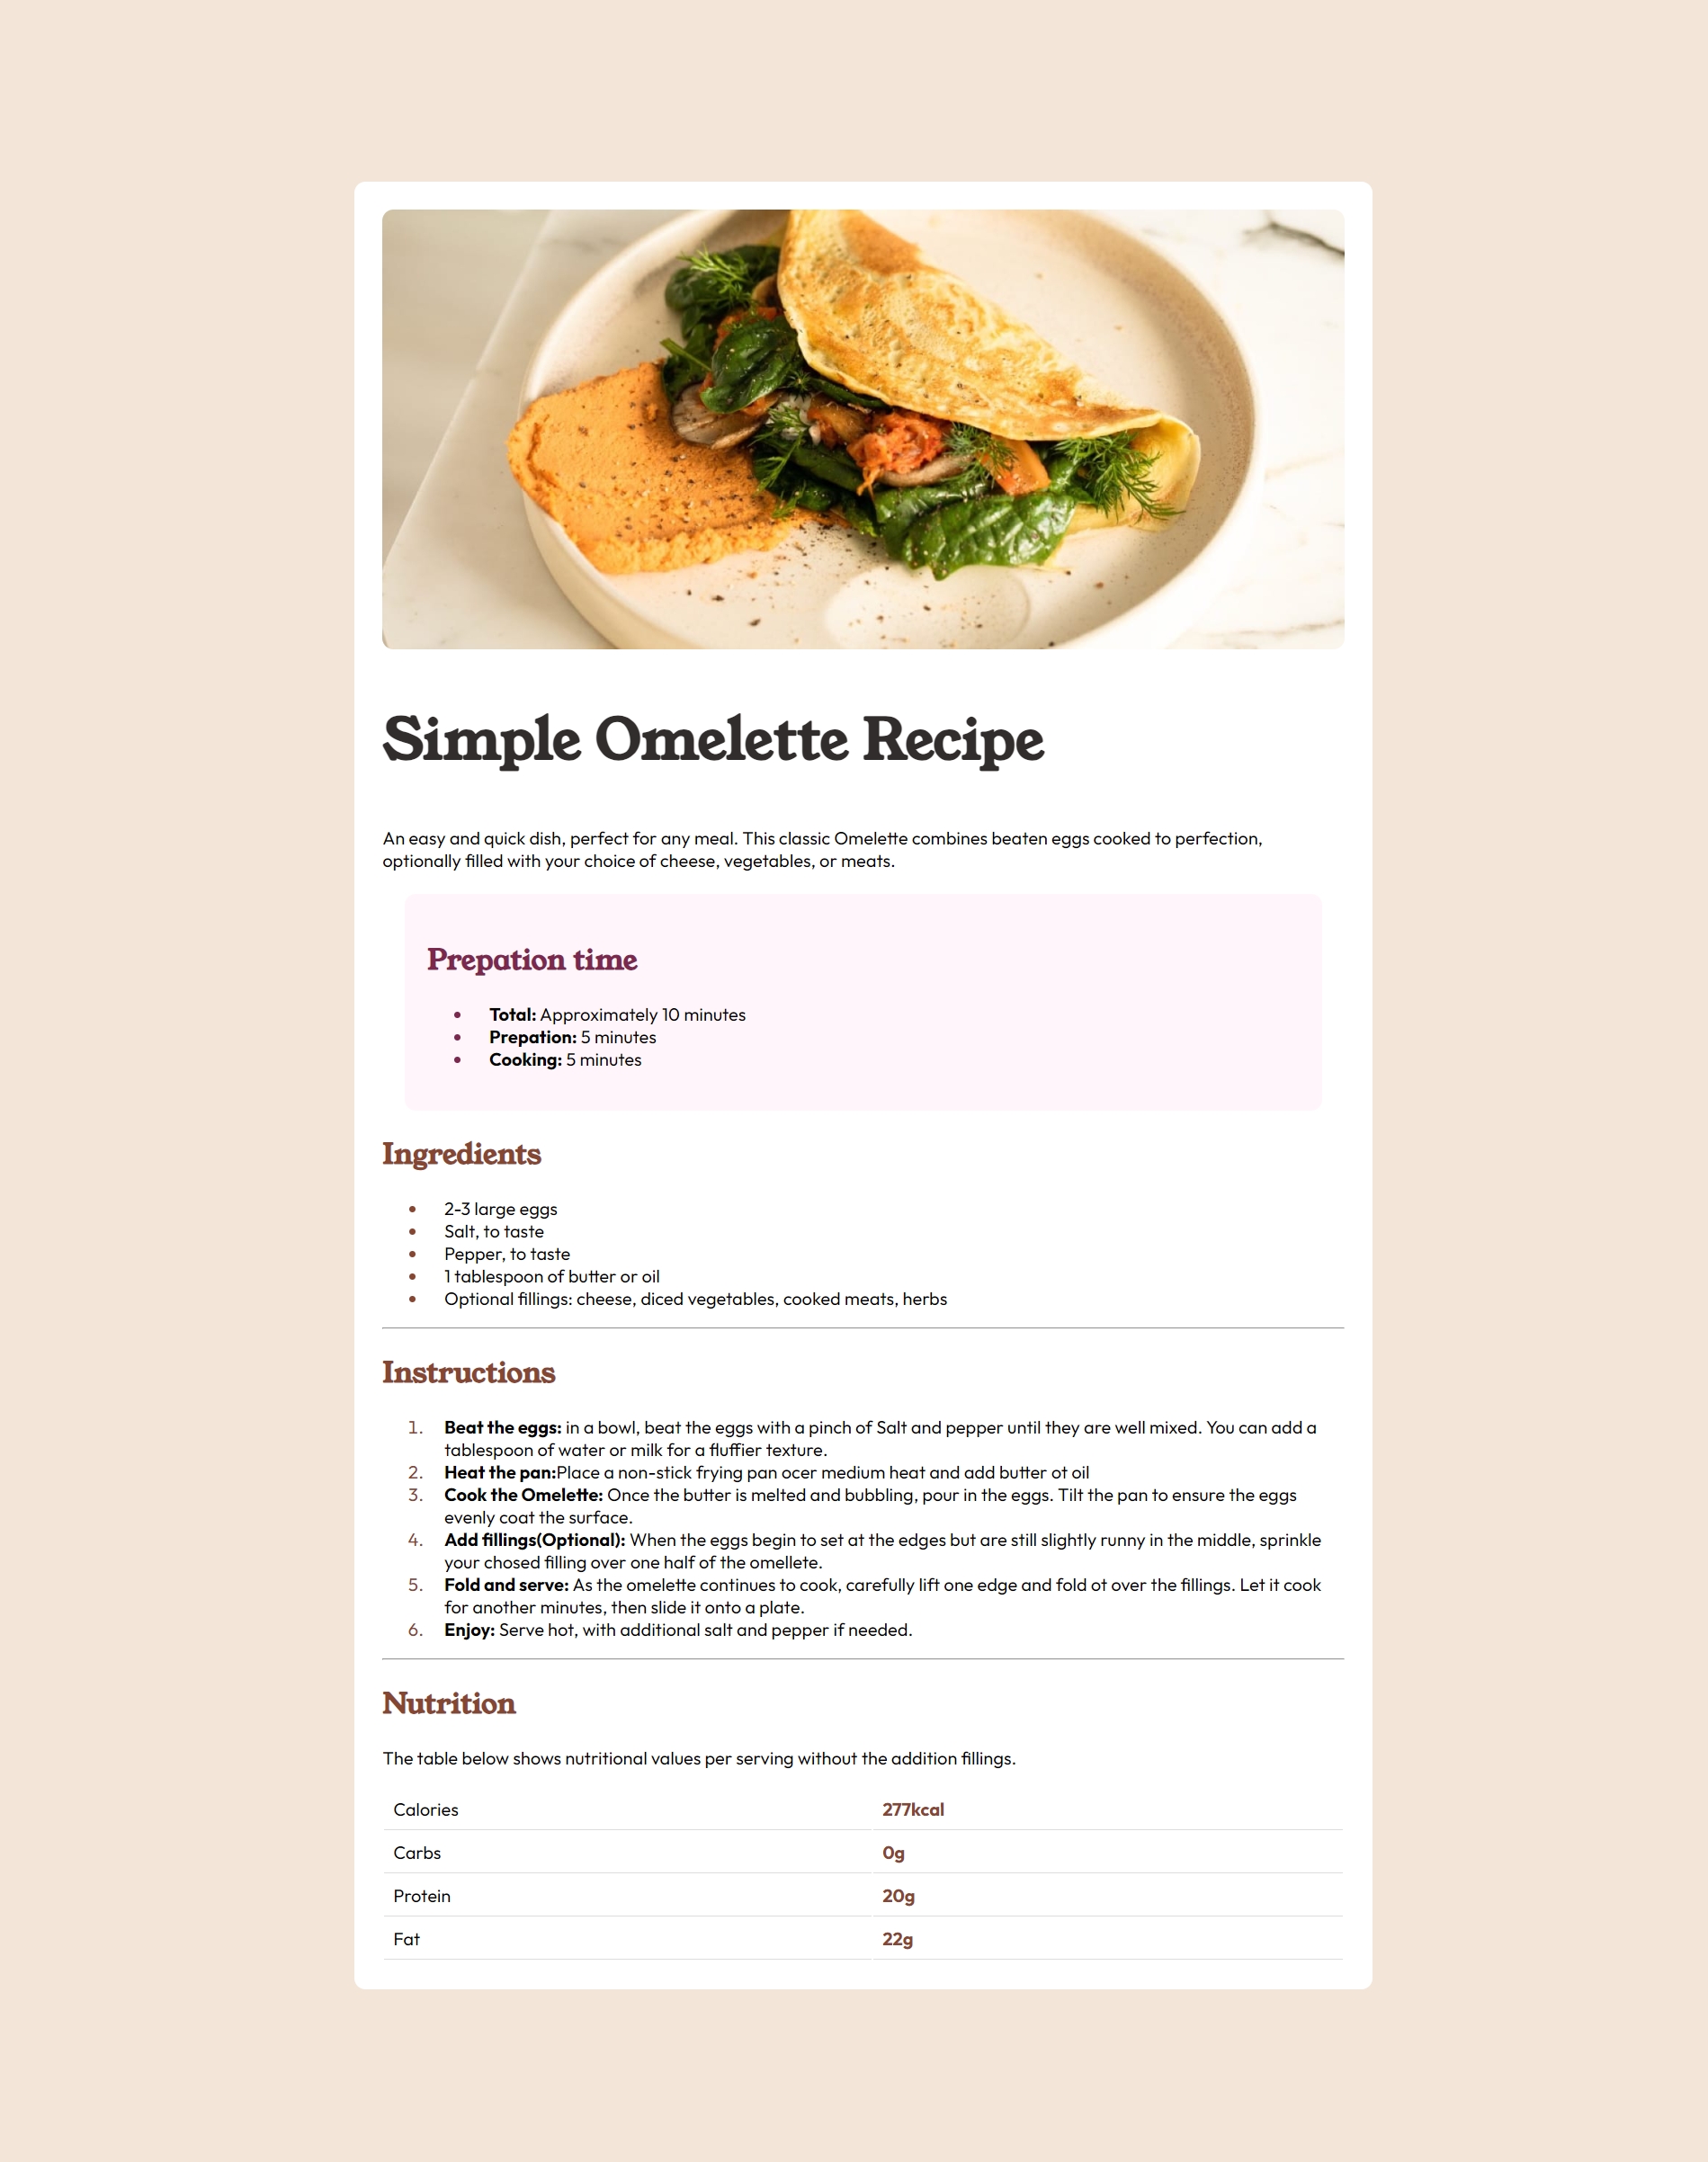 Simple Omelette Recipe
An easy and quick dish, perfect for any meal. This classic Omelette combines beaten eggs cooked to perfection,
optionally filled with your choice of cheese, vegetables, or meats.
Prepation time
• Total: Approximately 10 minutes
• Prepation: 5 minutes
• Cooking: 5 minutes
Ingredients
• 2-3 large eggs
• Salt, to taste
• Pepper, to taste
• 1 tablespoon of butter or oil
• Optional fillings: cheese, diced vegetables, cooked meats, herbs
Instructions
1. Beat the eggs: in a bowl, beat the eggs with a pinch of Salt and pepper until they are well mixed. You can add a
tablespoon of water or milk for a fluffier texture.
2. Heat the pan:Place a non-stick frying pan ocer medium heat and add butter ot oil
3. Cook the Omelette: Once the butter is melted and bubbling, pour in the eggs. Tilt the pan to ensure the eggs
evenly coat the surface.
4. Add fillings(Optional): When the eggs begin to set at the edges but are still slightly runny in the middle, sprinkle
your chosed filling over one half of the omellete.
5. Fold and serve: As the omelette continues to cook, carefully lift one edge and fold ot over the fillings. Let it cook
for another minutes, then slide it onto a plate.
6. Enjoy: Serve hot, with additional salt and pepper if needed.
Nutrition
The table below shows nutritional values per serving without the addition fillings.
Calories 277kcal
Carbs 0g
Protein 20g
Fat 22g